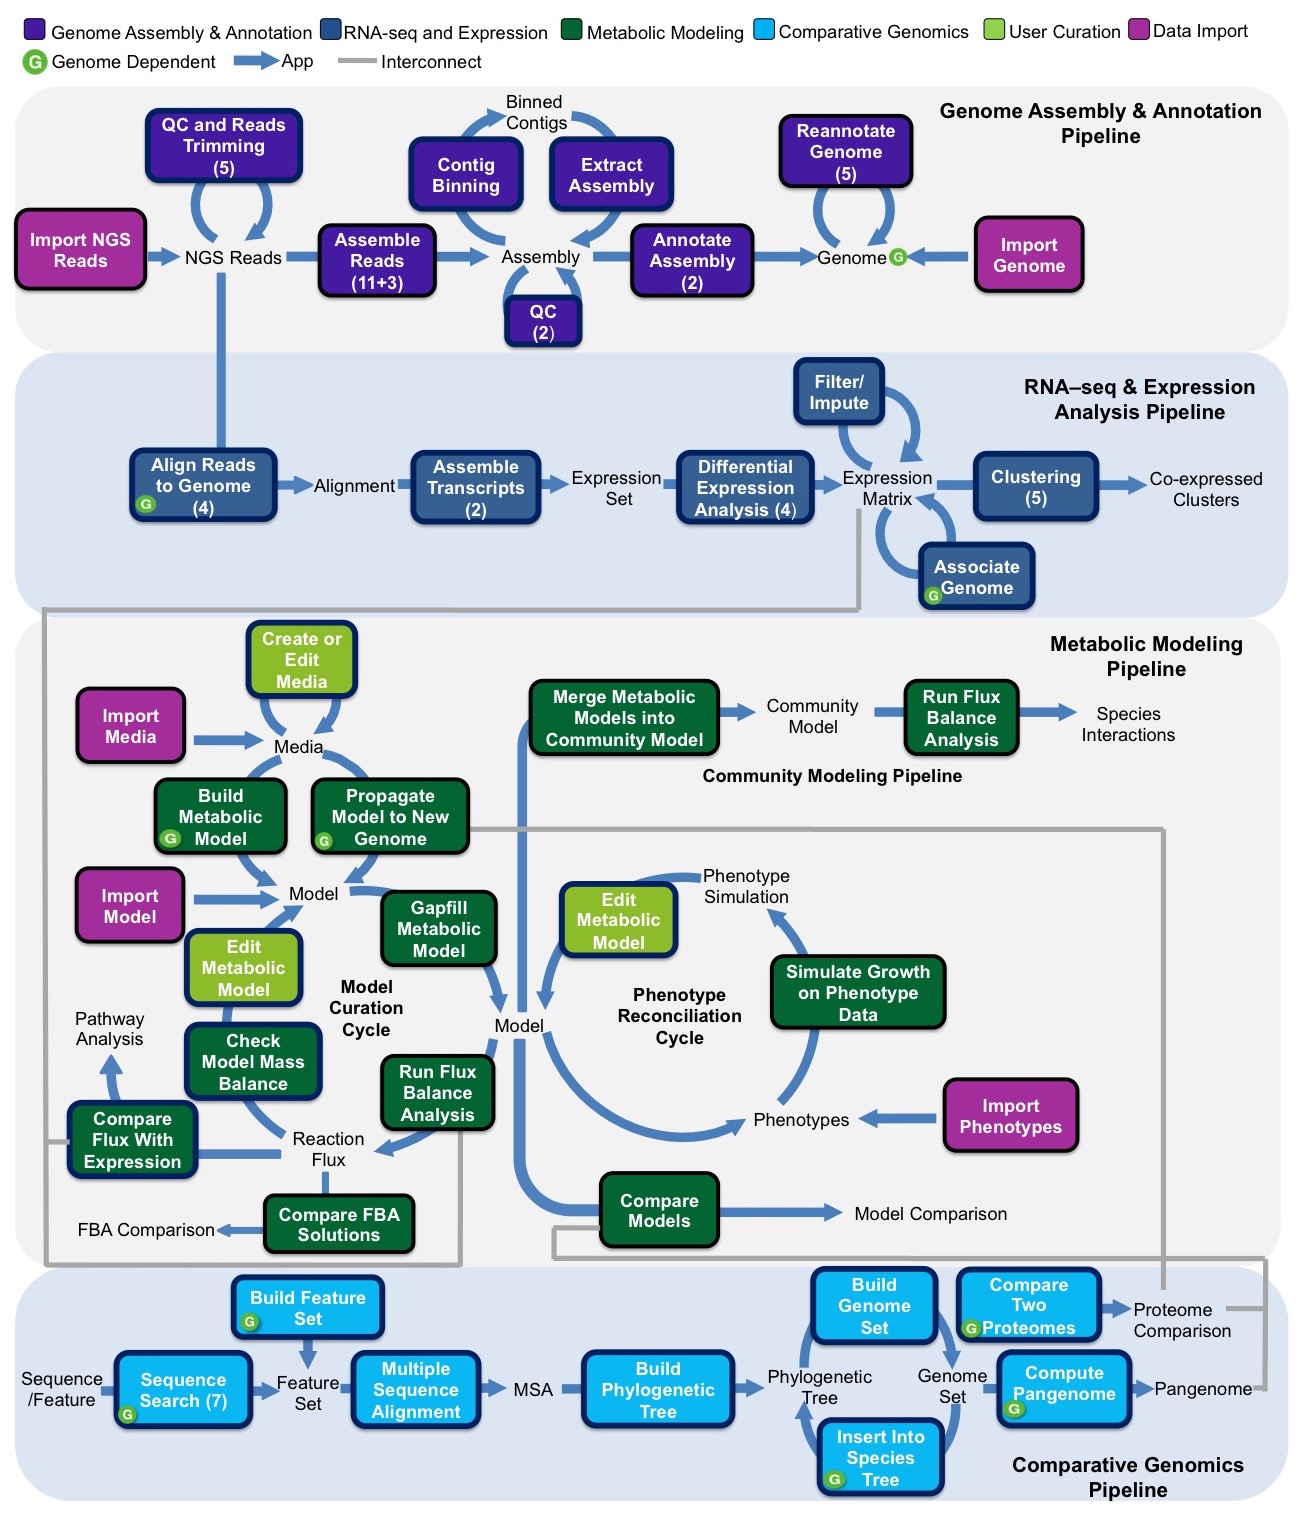 Genome Assembly & Annotation
RNA-seq and Expression
Metabolic Modeling
Comparative Genomics
User Curation
Data Import
G Genome Dependent
App
Interconnect
Genome Assembly & Annotation
Pipeline
QC and Reads
Trimming
(5)
Binned
Contigs
Contig
Binning
Extract
Assembly
Reannotate
Genome
(5)
Import NGS
Reads
NGS Reads
Assemble
Reads
(11+3)
Assembly
Annotate
Assembly
(2)
Genome G
Import
Genome
QC
(2)
RNA–seq & Expression
Analysis Pipeline
Filter/
Impute
Align Reads
to Genome
G (4)
Alignment
Assemble
Transcripts
(2)
Expression
Set
Differential
Expression
Analysis (4)
Expression
Matrix
Clustering
(5)
Co-expressed
Clusters
Associate
Genome
G
Metabolic Modeling
Pipeline
Create or
Edit
Media
Import
Media
Media
Merge Metabolic
Models into
Community Model
Community
Model
Run Flux
Balance
Analysis
Species
Interactions
Community Modeling Pipeline
Build
Metabolic
G Model
Propagate
Model to New
G Genome
Import
Model
Model
Gapfill
Metabolic
Model
Edit
Metabolic
Model
Phenotype
Simulation
Edit
Metabolic
Model
Simulate Growth
on Phenotype
Data
Model
Curation
Cycle
Phenotype
Reconciliation
Cycle
Pathway
Analysis
Check
Model Mass
Balance
Model
Run Flux
Balance
Analysis
Compare
Flux With
Expression
Reaction
Flux
Phenotypes
Import
Phenotypes
Compare FBA
Solutions
FBA Comparison
Compare
Models
Model Comparison
Build Feature
Set
G
Sequence
/Feature
Sequence
Search (7)
G
Feature
Set
Multiple
Sequence
Alignment
MSA
Build
Phylogenetic
Tree
Phylogenetic
Tree
Build
Genome
Set
Genome
Set
Insert Into
Species
G Tree
Compare
Two
G Proteomes
Proteome
Comparison
Compute
Pangenome
G
Pangenome
Comparative Genomics
Pipeline